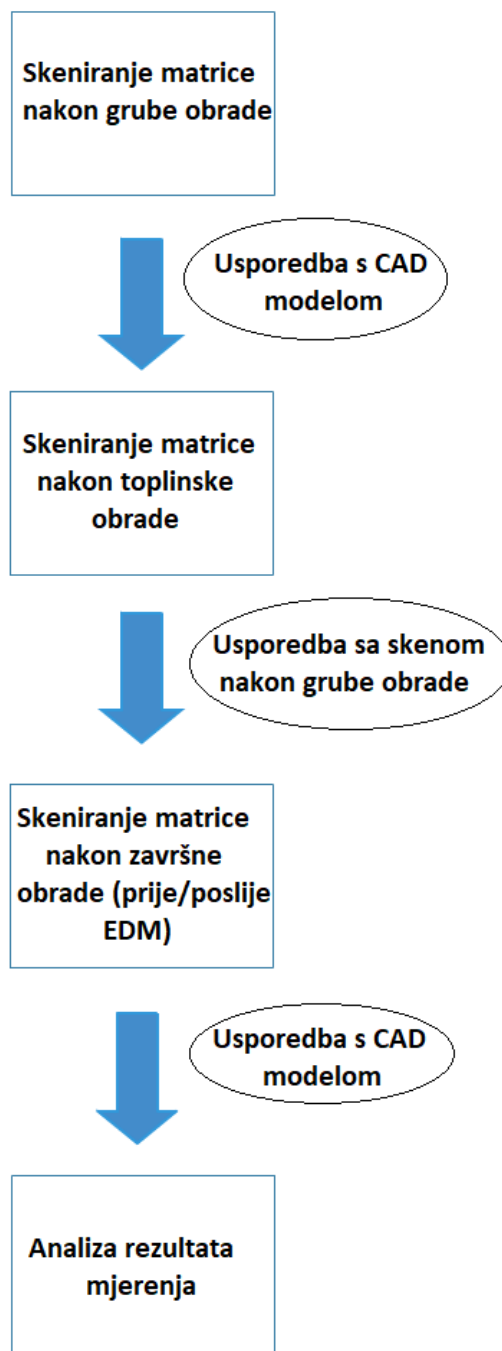 Skeniranje matrice
nakon grube obrade
Usporedba s CAD
modelom
Skeniranje matrice
nakon toplinske
obrade
Usporedba sa skenom
nakon grube obrade
Skeniranje matrice
nakon završne
obrade (prije/poslije
EDM)
Usporedba s CAD
modelom
Analiza rezultata
mjerenja